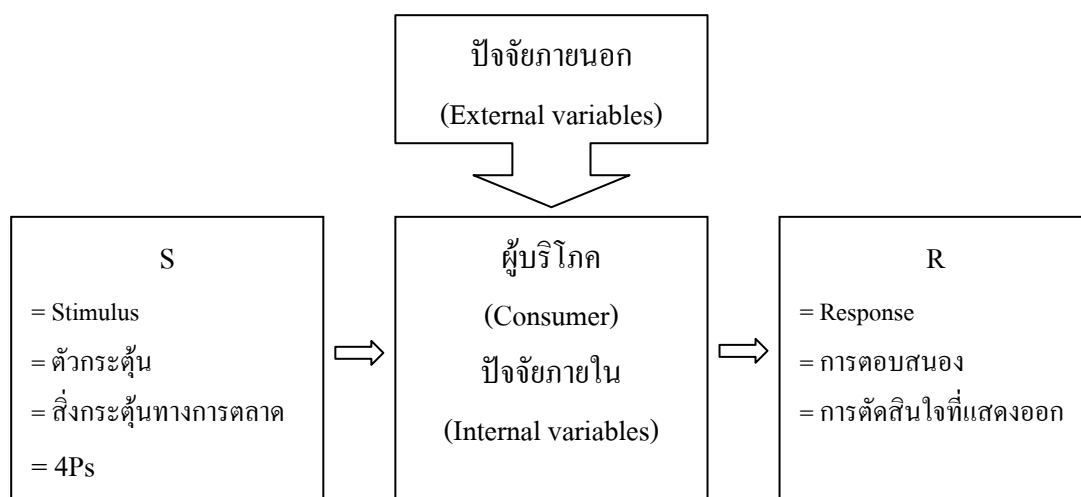 ปัจจัยภายนอก
(External variables)
S
= Stimulus
= ตัวกระตุ้น
= สิ่งกระตุ้นทางการตลาด
= 4Ps
ผู้บริโภค
(Consumer)
ปัจจัยภายใน
(Internal variables)
R
= Response
= การตอบสนอง
= การตัดสินใจที่แสดงออก